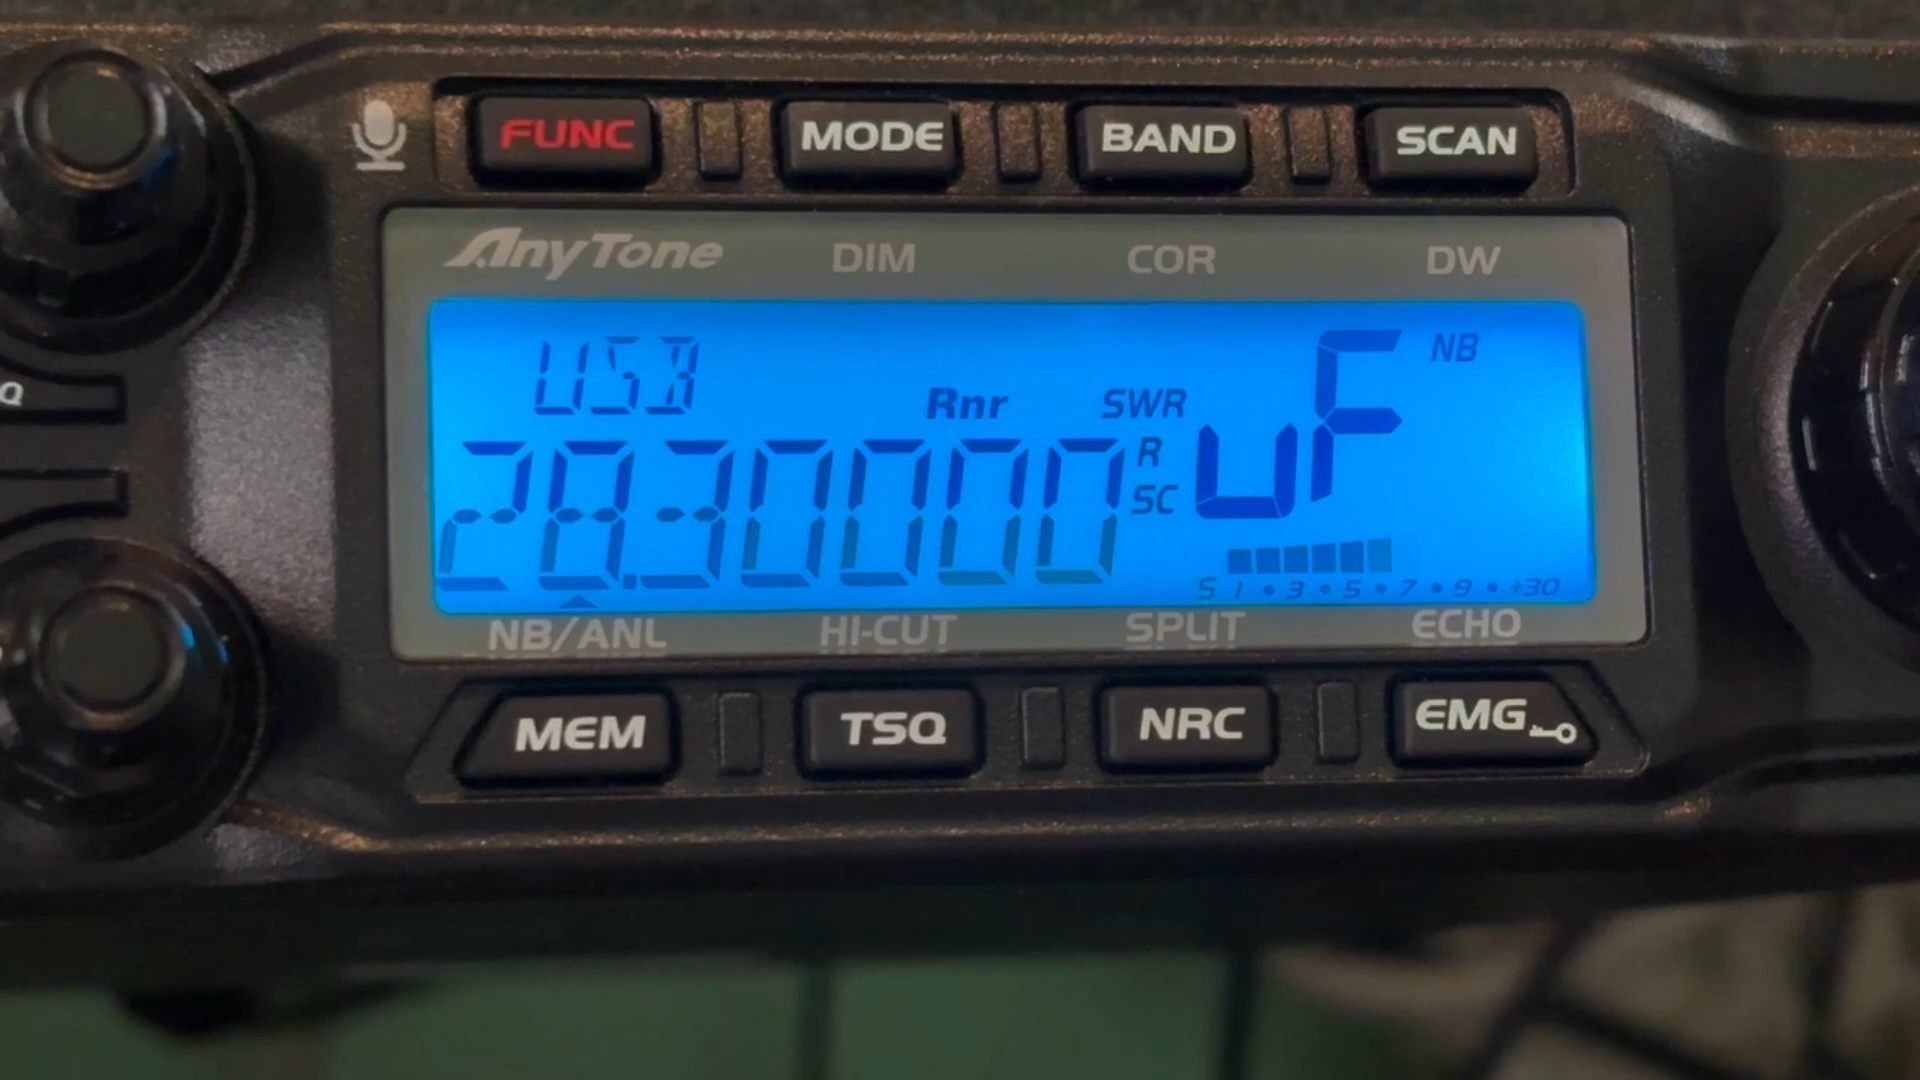 FUNC MODE BAND SCAN
AnyTone DIM COR DW
USB Rnr SWR NB
Q
28.30000 R SC uF
S 1 • 3 • 5 • 7 • 9 • +30
NB/ANL HI-CUT SPLIT ECHO
MEM TSQ NRC EMG